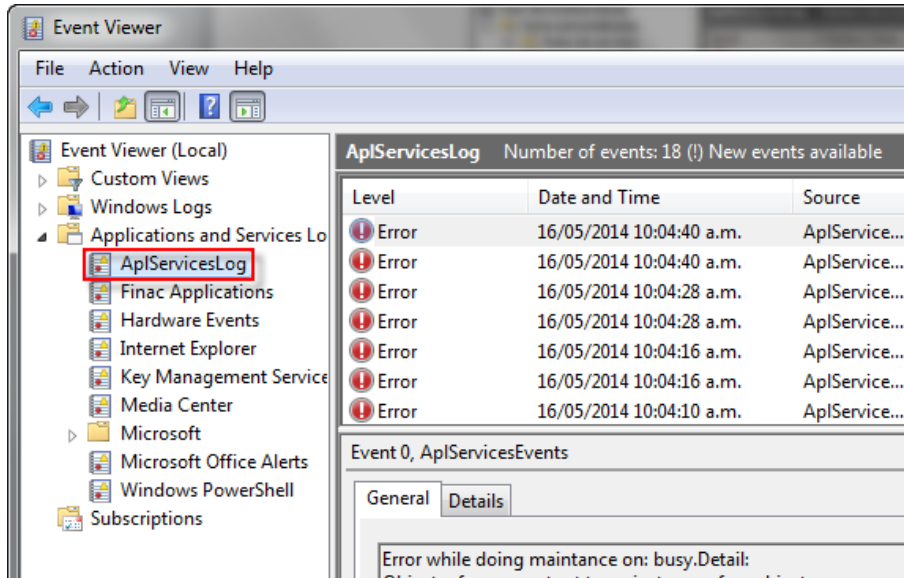 Event Viewer
File Action View Help
Event Viewer (Local)
Custom Views
Windows Logs
Applications and Services Lo
AplServicesLog
Finac Applications
Hardware Events
Internet Explorer
Key Management Service
Media Center
Microsoft
Microsoft Office Alerts
Windows PowerShell
Subscriptions
AplServicesLog Number of events: 18 (!) New events available
Level Date and Time Source
Error 16/05/2014 10:04:40 a.m. AplService...
Error 16/05/2014 10:04:40 a.m. AplService...
Error 16/05/2014 10:04:28 a.m. AplService...
Error 16/05/2014 10:04:28 a.m. AplService...
Error 16/05/2014 10:04:16 a.m. AplService...
Error 16/05/2014 10:04:16 a.m. AplService...
Error 16/05/2014 10:04:10 a.m. AplService...
Event 0, AplServicesEvents
General Details
Error while doing maintance on: busy.Detail: